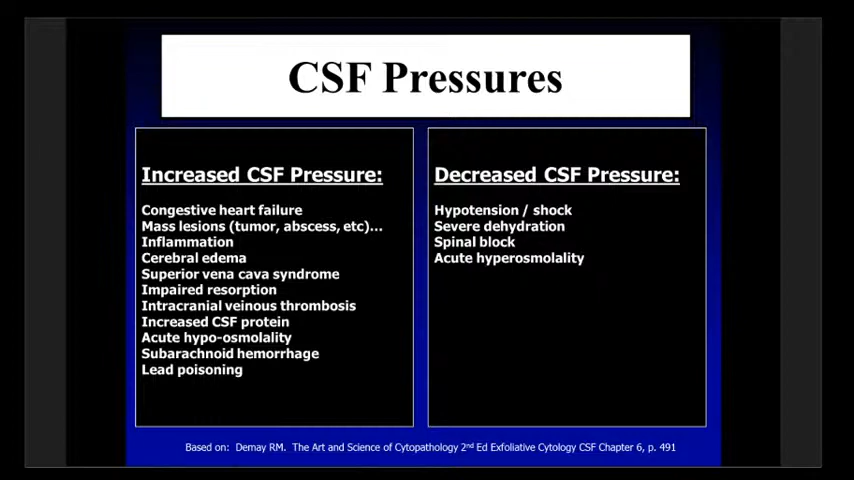 CSF Pressures
Increased CSF Pressure:
Congestive heart failure
Mass lesions (tumor, abscess, etc)...
Inflammation
Cerebral edema
Superior vena cava syndrome
Impaired resorption
Intracranial veinous thrombosis
Increased CSF protein
Acute hypo-osmolality
Subarachnoid hemorrhage
Lead poisoning
Decreased CSF Pressure:
Hypotension / shock
Severe dehydration
Spinal block
Acute hyperosmolality
Based on: Demay RM. The Art and Science of Cytopathology 2nd Ed Exfoliative Cytology CSF Chapter 6, p. 491